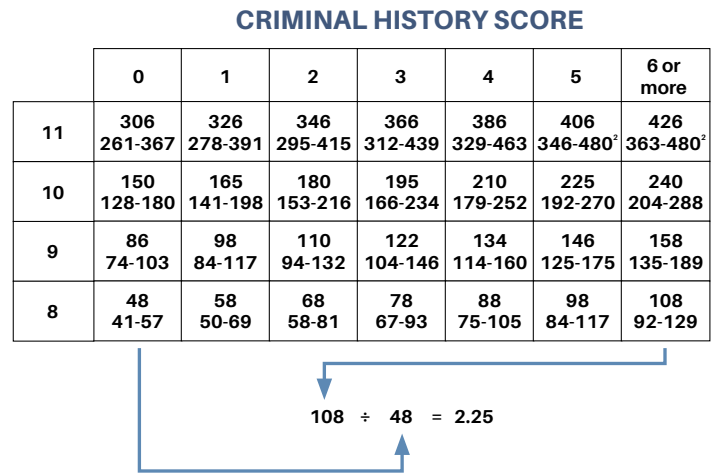 CRIMINAL HISTORY SCORE
0 1 2 3 4 5 6 or more
11 306 326 346 366 386 406 426
261-367 278-391 295-415 312-439 329-463 346-480² 363-480²
10 150 165 180 195 210 225 240
128-180 141-198 153-216 166-234 179-252 192-270 204-288
9 86 98 110 122 134 146 158
74-103 84-117 94-132 104-146 114-160 125-175 135-189
8 48 58 68 78 88 98 108
41-57 50-69 58-81 67-93 75-105 84-117 92-129
108 ÷ 48 = 2.25